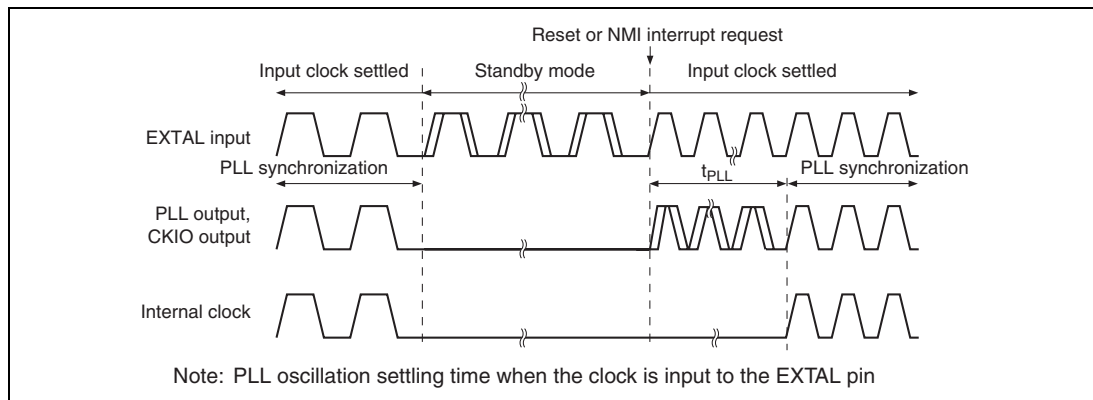 Reset or NMI interrupt request
Input clock settled
Standby mode
Input clock settled
EXTAL input
PLL synchronization
tPLL
PLL synchronization
PLL output,
CKIO output
Internal clock
Note: PLL oscillation settling time when the clock is input to the EXTAL pin